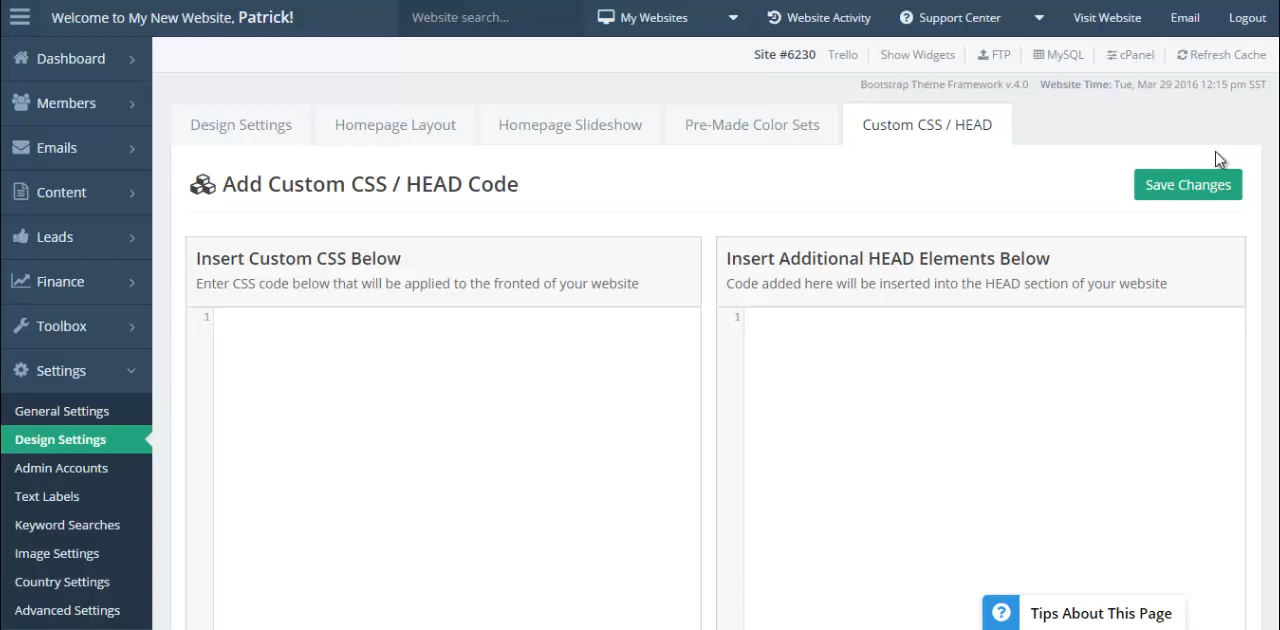 Welcome to My New Website, Patrick!
Website search...
My Websites
Website Activity
Support Center
Visit Website
Email
Logout
Dashboard
Members
Emails
Content
Leads
Finance
Toolbox
Settings
General Settings
Design Settings
Admin Accounts
Text Labels
Keyword Searches
Image Settings
Country Settings
Advanced Settings
Site #6230
Trello
Show Widgets
FTP
MySQL
cPanel
Refresh Cache
Bootstrap Theme Framework v.4.0
Website Time: Tue, Mar 29 2016 12:15 pm SST
Design Settings
Homepage Layout
Homepage Slideshow
Pre-Made Color Sets
Custom CSS / HEAD
Add Custom CSS / HEAD Code
Save Changes
Insert Custom CSS Below
Enter CSS code below that will be applied to the fronted of your website
1
Insert Additional HEAD Elements Below
Code added here will be inserted into the HEAD section of your website
1
? Tips About This Page